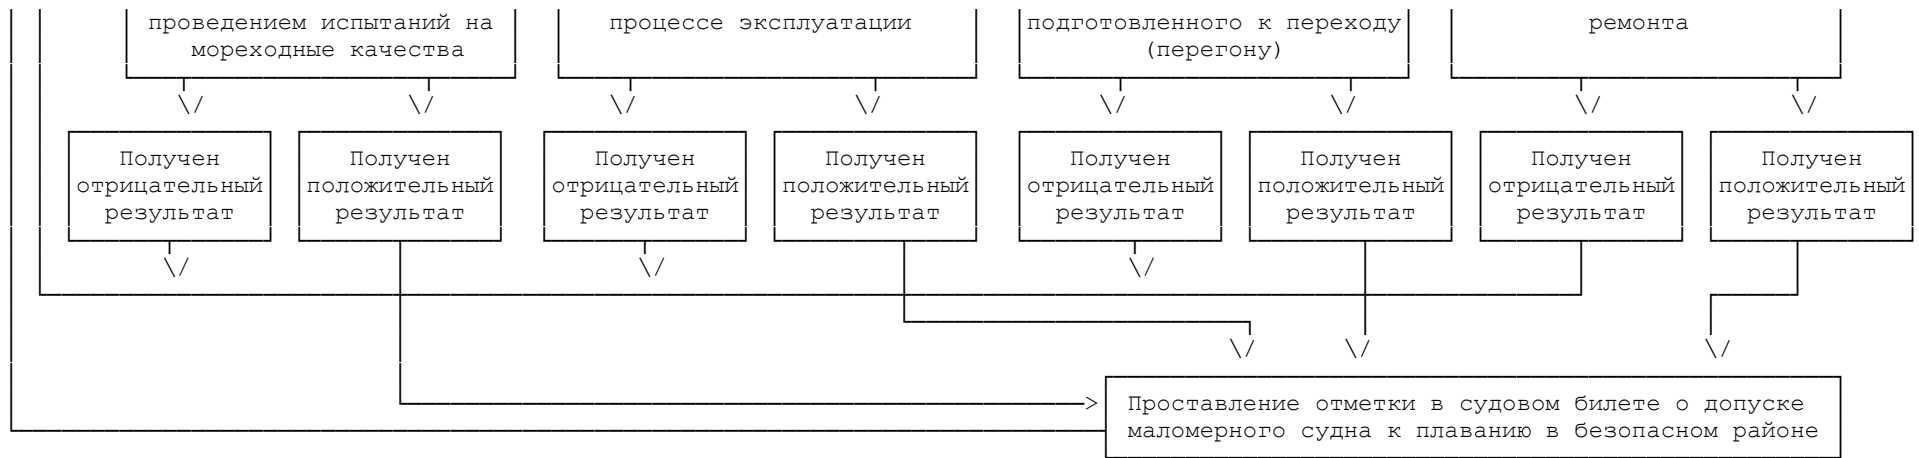 проведением испытаний на
мореходные качества
процессе эксплуатации
подготовленного к переходу
(перегону)
ремонта
Получен
отрицательный
результат
Получен
положительный
результат
Получен
отрицательный
результат
Получен
положительный
результат
Получен
отрицательный
результат
Получен
положительный
результат
Получен
отрицательный
результат
Получен
положительный
результат
Проставление отметки в судовом билете о допуске
маломерного судна к плаванию в безопасном районе